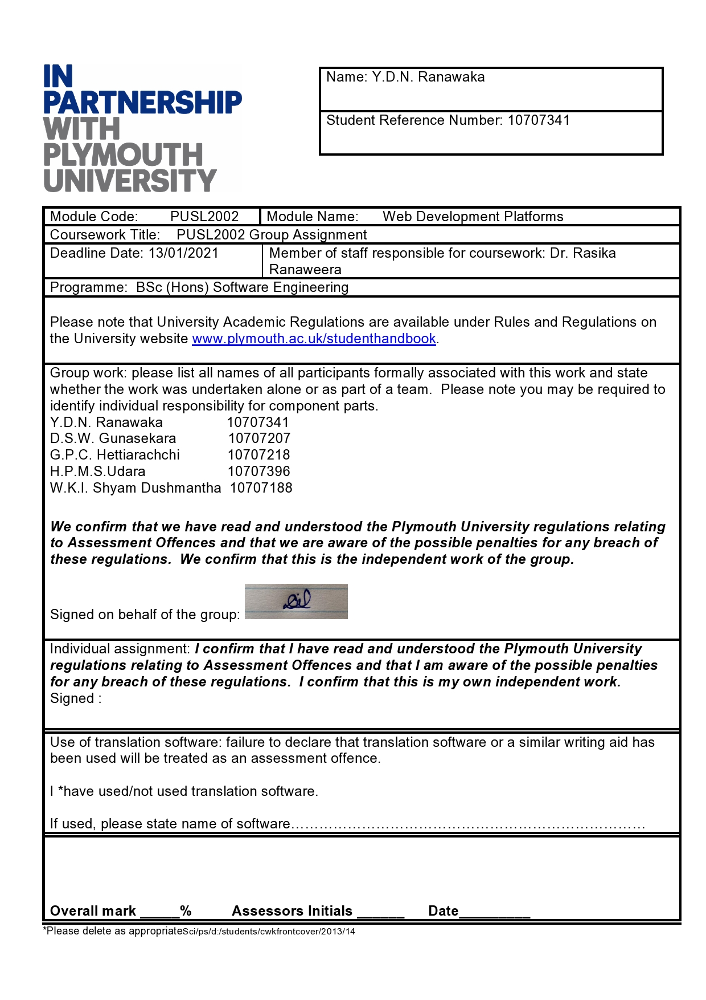 IN
PARTNERSHIP
WITH
PLYMOUTH
UNIVERSITY
Name: Y.D.N. Ranawaka
Student Reference Number: 10707341
Module Code: PUSL2002 Module Name: Web Development Platforms
Coursework Title: PUSL2002 Group Assignment
Deadline Date: 13/01/2021
Member of staff responsible for coursework: Dr. Rasika
Ranaweera
Programme: BSc (Hons) Software Engineering
Please note that University Academic Regulations are available under Rules and Regulations on
the University website www.plymouth.ac.uk/studenthandbook.
Group work: please list all names of all participants formally associated with this work and state
whether the work was undertaken alone or as part of a team. Please note you may be required to
identify individual responsibility for component parts.
Y.D.N. Ranawaka 10707341
D.S.W. Gunasekara 10707207
G.P.C. Hettiarachchi 10707218
H.P.M.S.Udara 10707396
W.K.I. Shyam Dushmantha 10707188
We confirm that we have read and understood the Plymouth University regulations relating
to Assessment Offences and that we are aware of the possible penalties for any breach of
these regulations. We confirm that this is the independent work of the group.
Signed on behalf of the group:
Individual assignment: I confirm that I have read and understood the Plymouth University
regulations relating to Assessment Offences and that I am aware of the possible penalties
for any breach of these regulations. I confirm that this is my own independent work.
Signed :
Use of translation software: failure to declare that translation software or a similar writing aid has
been used will be treated as an assessment offence.
I *have used/not used translation software.
If used, please state name of software…………………………………………………………………
Overall mark _____% Assessors Initials ______ Date_________
*Please delete as appropriateSci/ps/d:/students/cwkfrontcover/2013/14